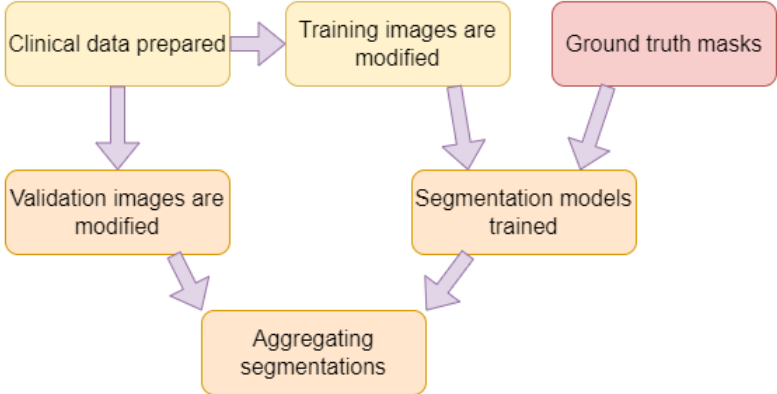 Clinical data prepared
Training images are
modified
Ground truth masks
Validation images are
modified
Segmentation models
trained
Aggregating
segmentations